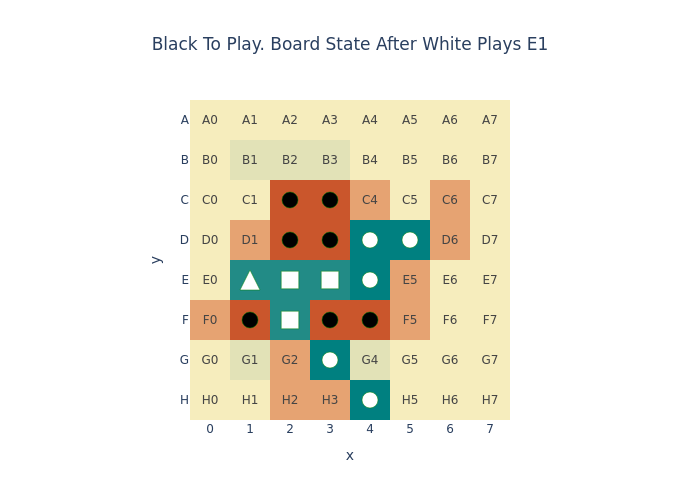 Black To Play. Board State After White Plays E1
A A0 A1 A2 A3 A4 A5 A6 A7
B B0 B1 B2 B3 B4 B5 B6 B7
C C0 C1 C4 C5 C6 C7
D D0 D1 D6 D7
E E0 E5 E6 E7
F F0 F5 F6 F7
G G0 G1 G2 G4 G5 G6 G7
H H0 H1 H2 H3 H5 H6 H7
0 1 2 3 4 5 6 7
x
y